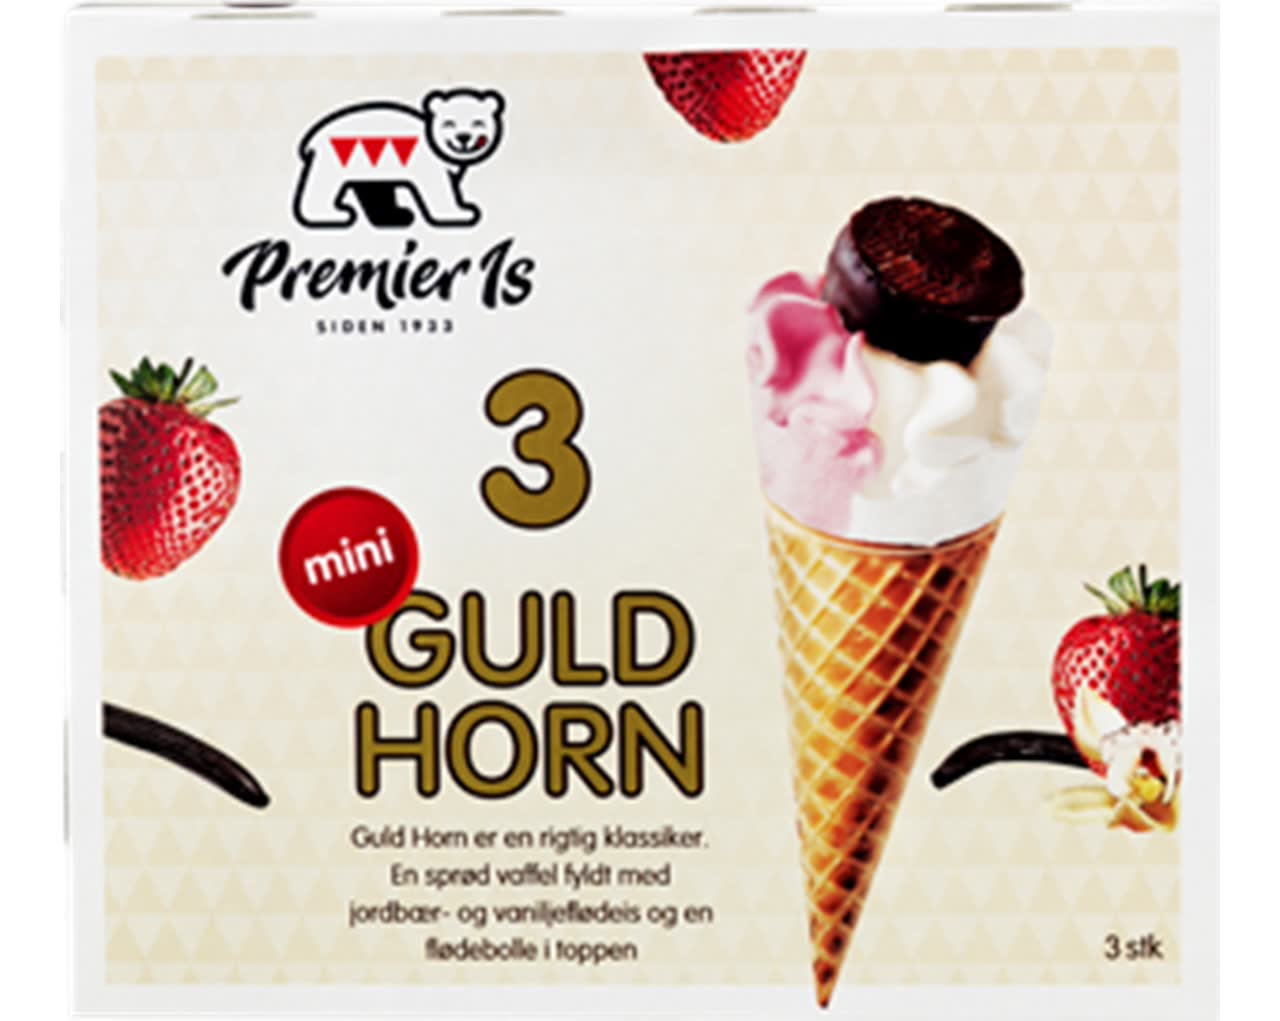 Premier Is
SIDEN 1933
3
mini
GULD
HORN
Guld Horn er en rigtig klassiker.
En sprød vaffel fyldt med
jordbær- og vaniljeflødeis og en
flødebolle i toppen
3 stk